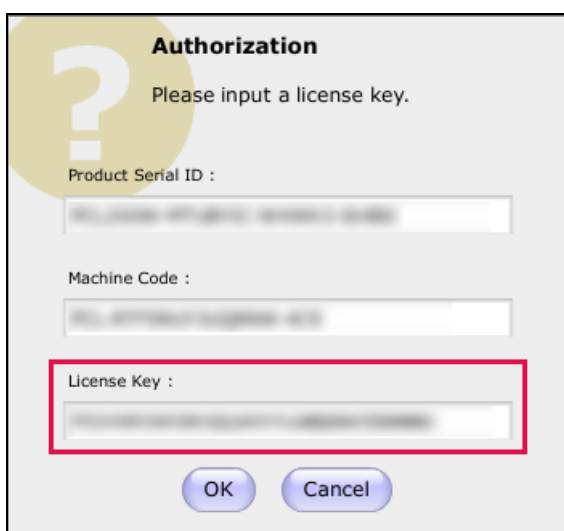 Authorization
Please input a license key.
Product Serial ID :
Machine Code :
License Key :
OK
Cancel